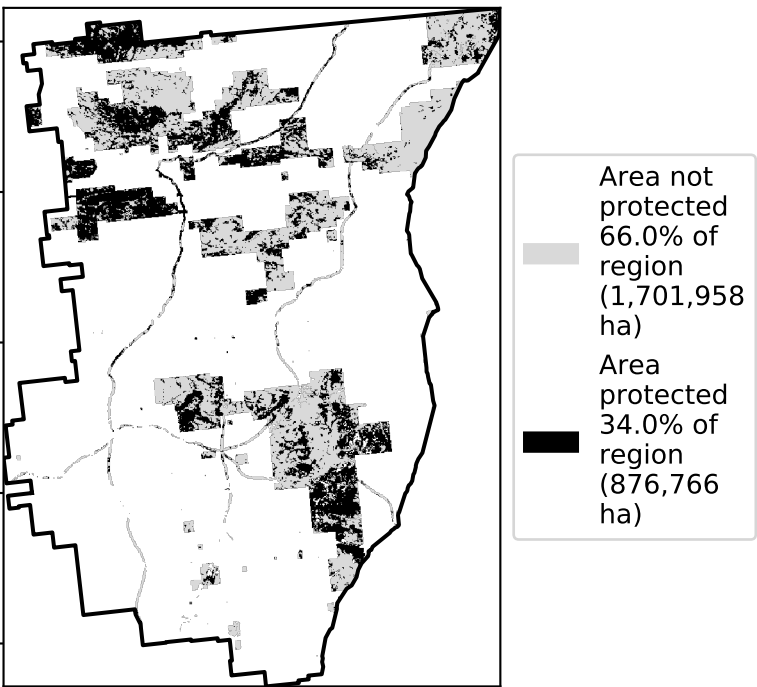 Area not
protected
66.0% of
region
(1,701,958
ha)
Area
protected
34.0% of
region
(876,766
ha)